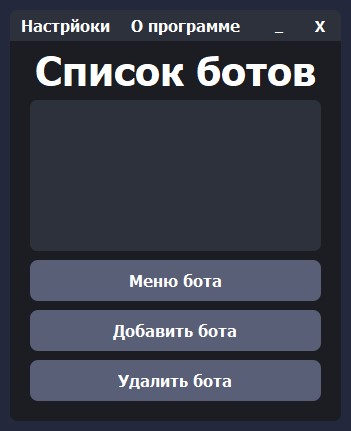 Настрйоки О программе _ X
Список ботов
Меню бота
Добавить бота
Удалить бота